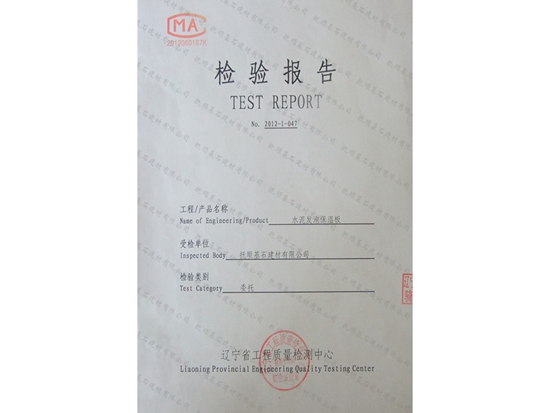 MA
检验报告
TEST REPORT
No. 2012-1-047
工程/产品名称
Name of Engineering/Product 水泥发泡保温板
受检单位
Inspected Body 抚顺基石建材有限公司
检验类别
Test Category 委托
辽宁省工程质量检测中心
Liaoning Provincial Engineering Quality Testing Center